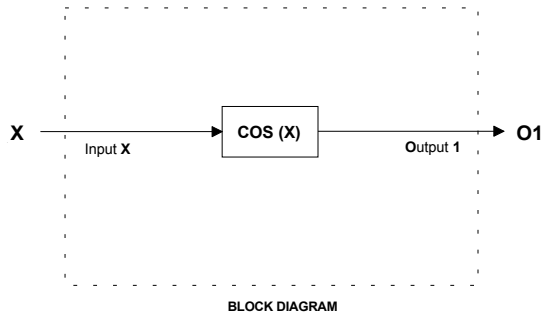 X
Input X
COS (X)
Output 1
O1
BLOCK DIAGRAM